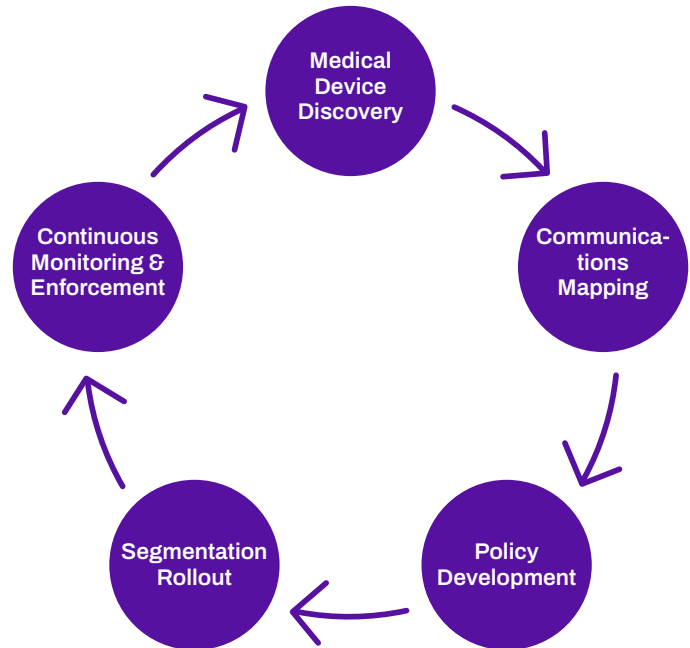 Medical
Device
Discovery
Communica-
tions
Mapping
Policy
Development
Segmentation
Rollout
Continuous
Monitoring &
Enforcement